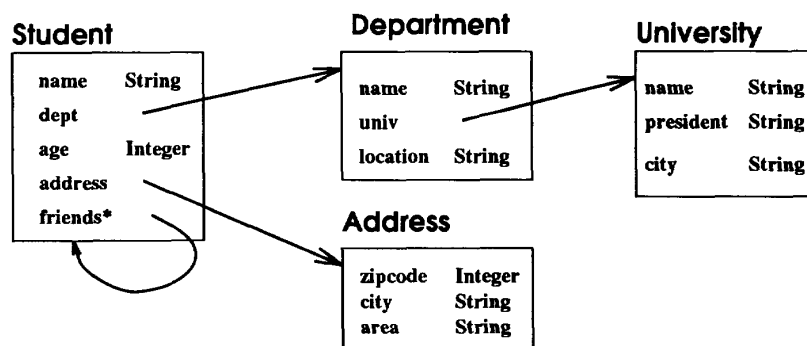 Student
name String
dept
age Integer
address
friends*
Department
name String
univ
location String
University
name String
president String
city String
Address
zipcode Integer
city String
area String